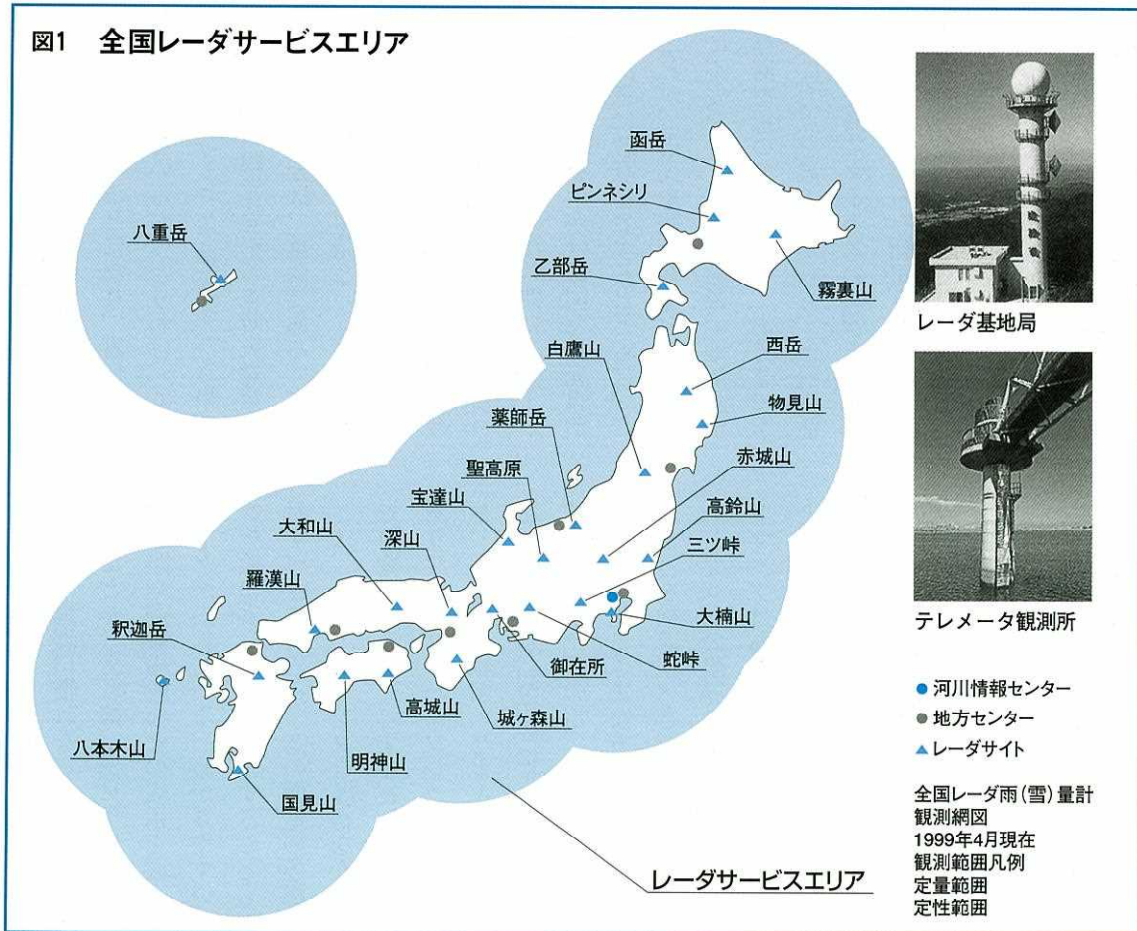 図1 全国レーダサービスエリア
函岳
ピンネシリ
八重岳
乙部岳
霧裏山
レーダ基地局
白鷹山
西岳
薬師岳
物見山
聖高原
赤城山
宝達山
高鈴山
大和山
深山
三ツ峠
羅漢山
大楠山
テレメータ観測所
釈迦岳
御在所
蛇峠
高城山
城ヶ森山
八本木山
明神山
国見山
河川情報センター
地方センター
レーダサイト
全国レーダ雨(雪)量計
観測網図
1999年4月現在
観測範囲凡例
定量範囲
定性範囲
レーダサービスエリア